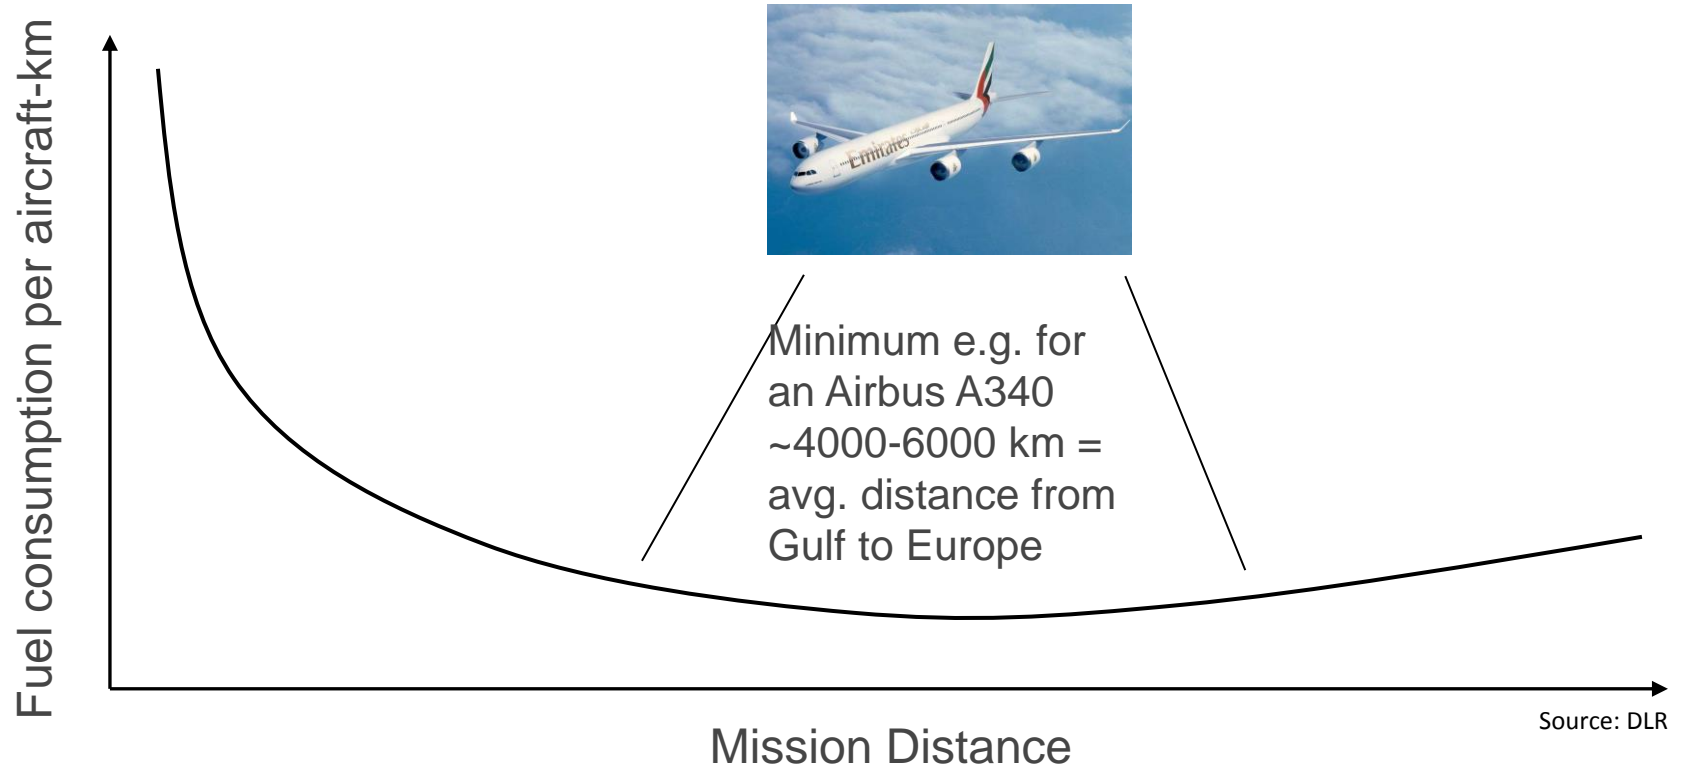 Fuel consumption per aircraft-km
Emirates
Minimum e.g. for
an Airbus A340
~4000-6000 km =
avg. distance from
Gulf to Europe
Source: DLR
Mission Distance